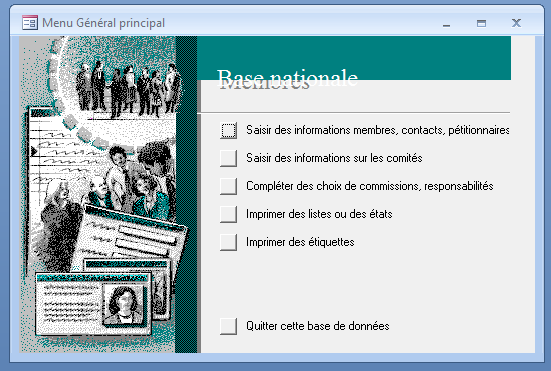 Menu Général principal
Base nationale
Membres
Saisir des informations membres, contacts, pétitionnaires
Saisir des informations sur les comités
Compléter des choix de commissions, responsabilités
Imprimer des listes ou des états
Imprimer des étiquettes
Quitter cette base de données